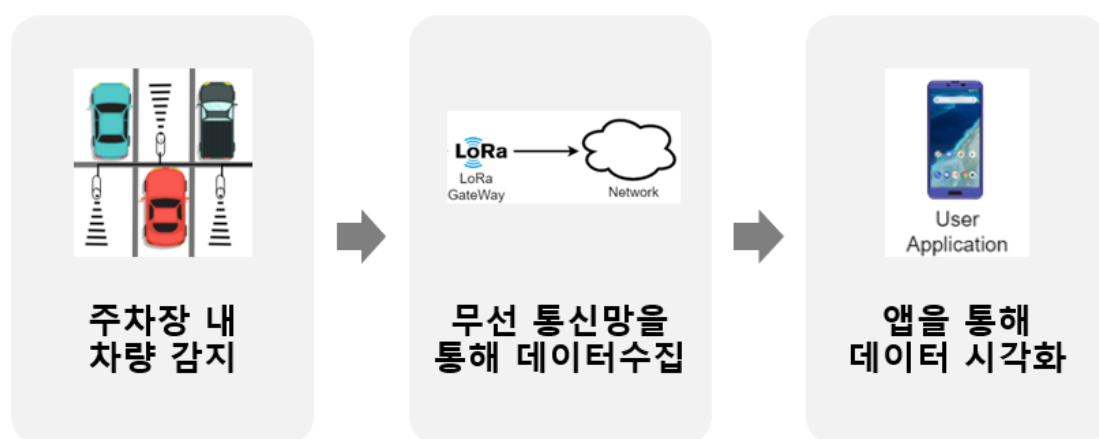 LoRa
LoRa
GateWay
Network
User
Application
주차장 내
차량 감지
무선 통신망을
통해 데이터수집
앱을 통해
데이터 시각화